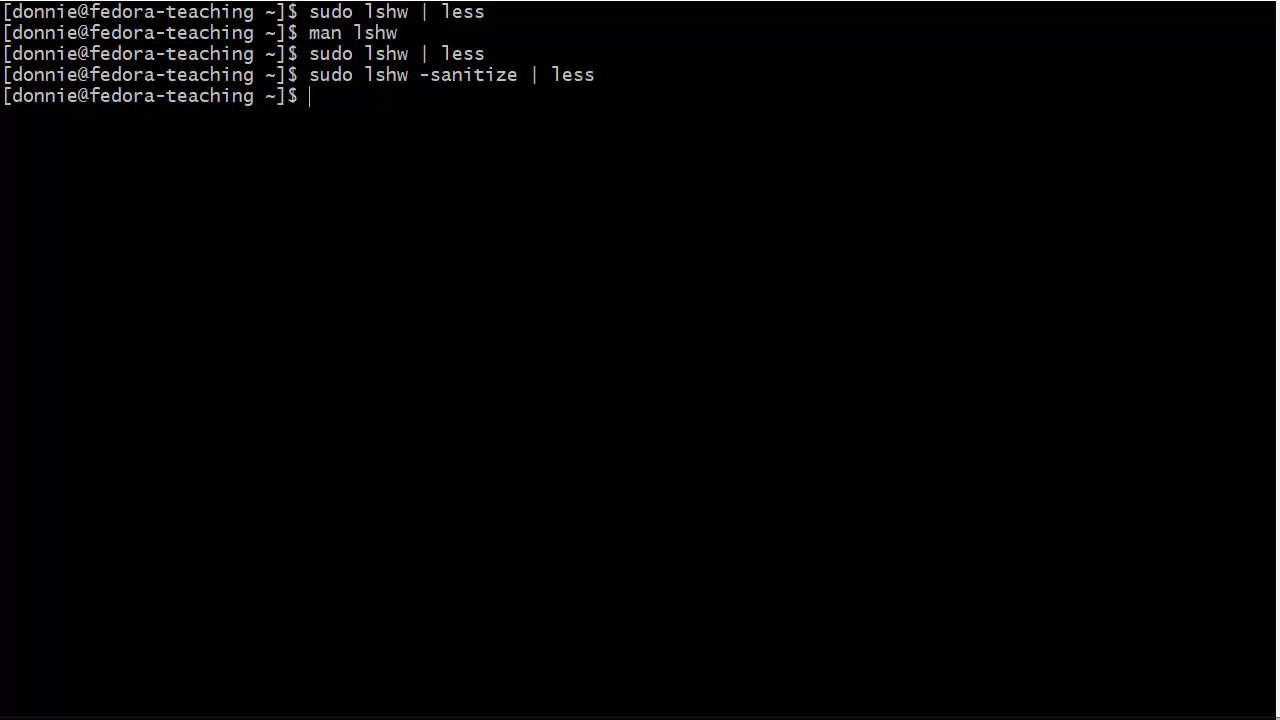 [donnie@fedora-teaching ~]$ sudo lshw | less
[donnie@fedora-teaching ~]$ man lshw
[donnie@fedora-teaching ~]$ sudo lshw | less
[donnie@fedora-teaching ~]$ sudo lshw -sanitize | less
[donnie@fedora-teaching ~]$